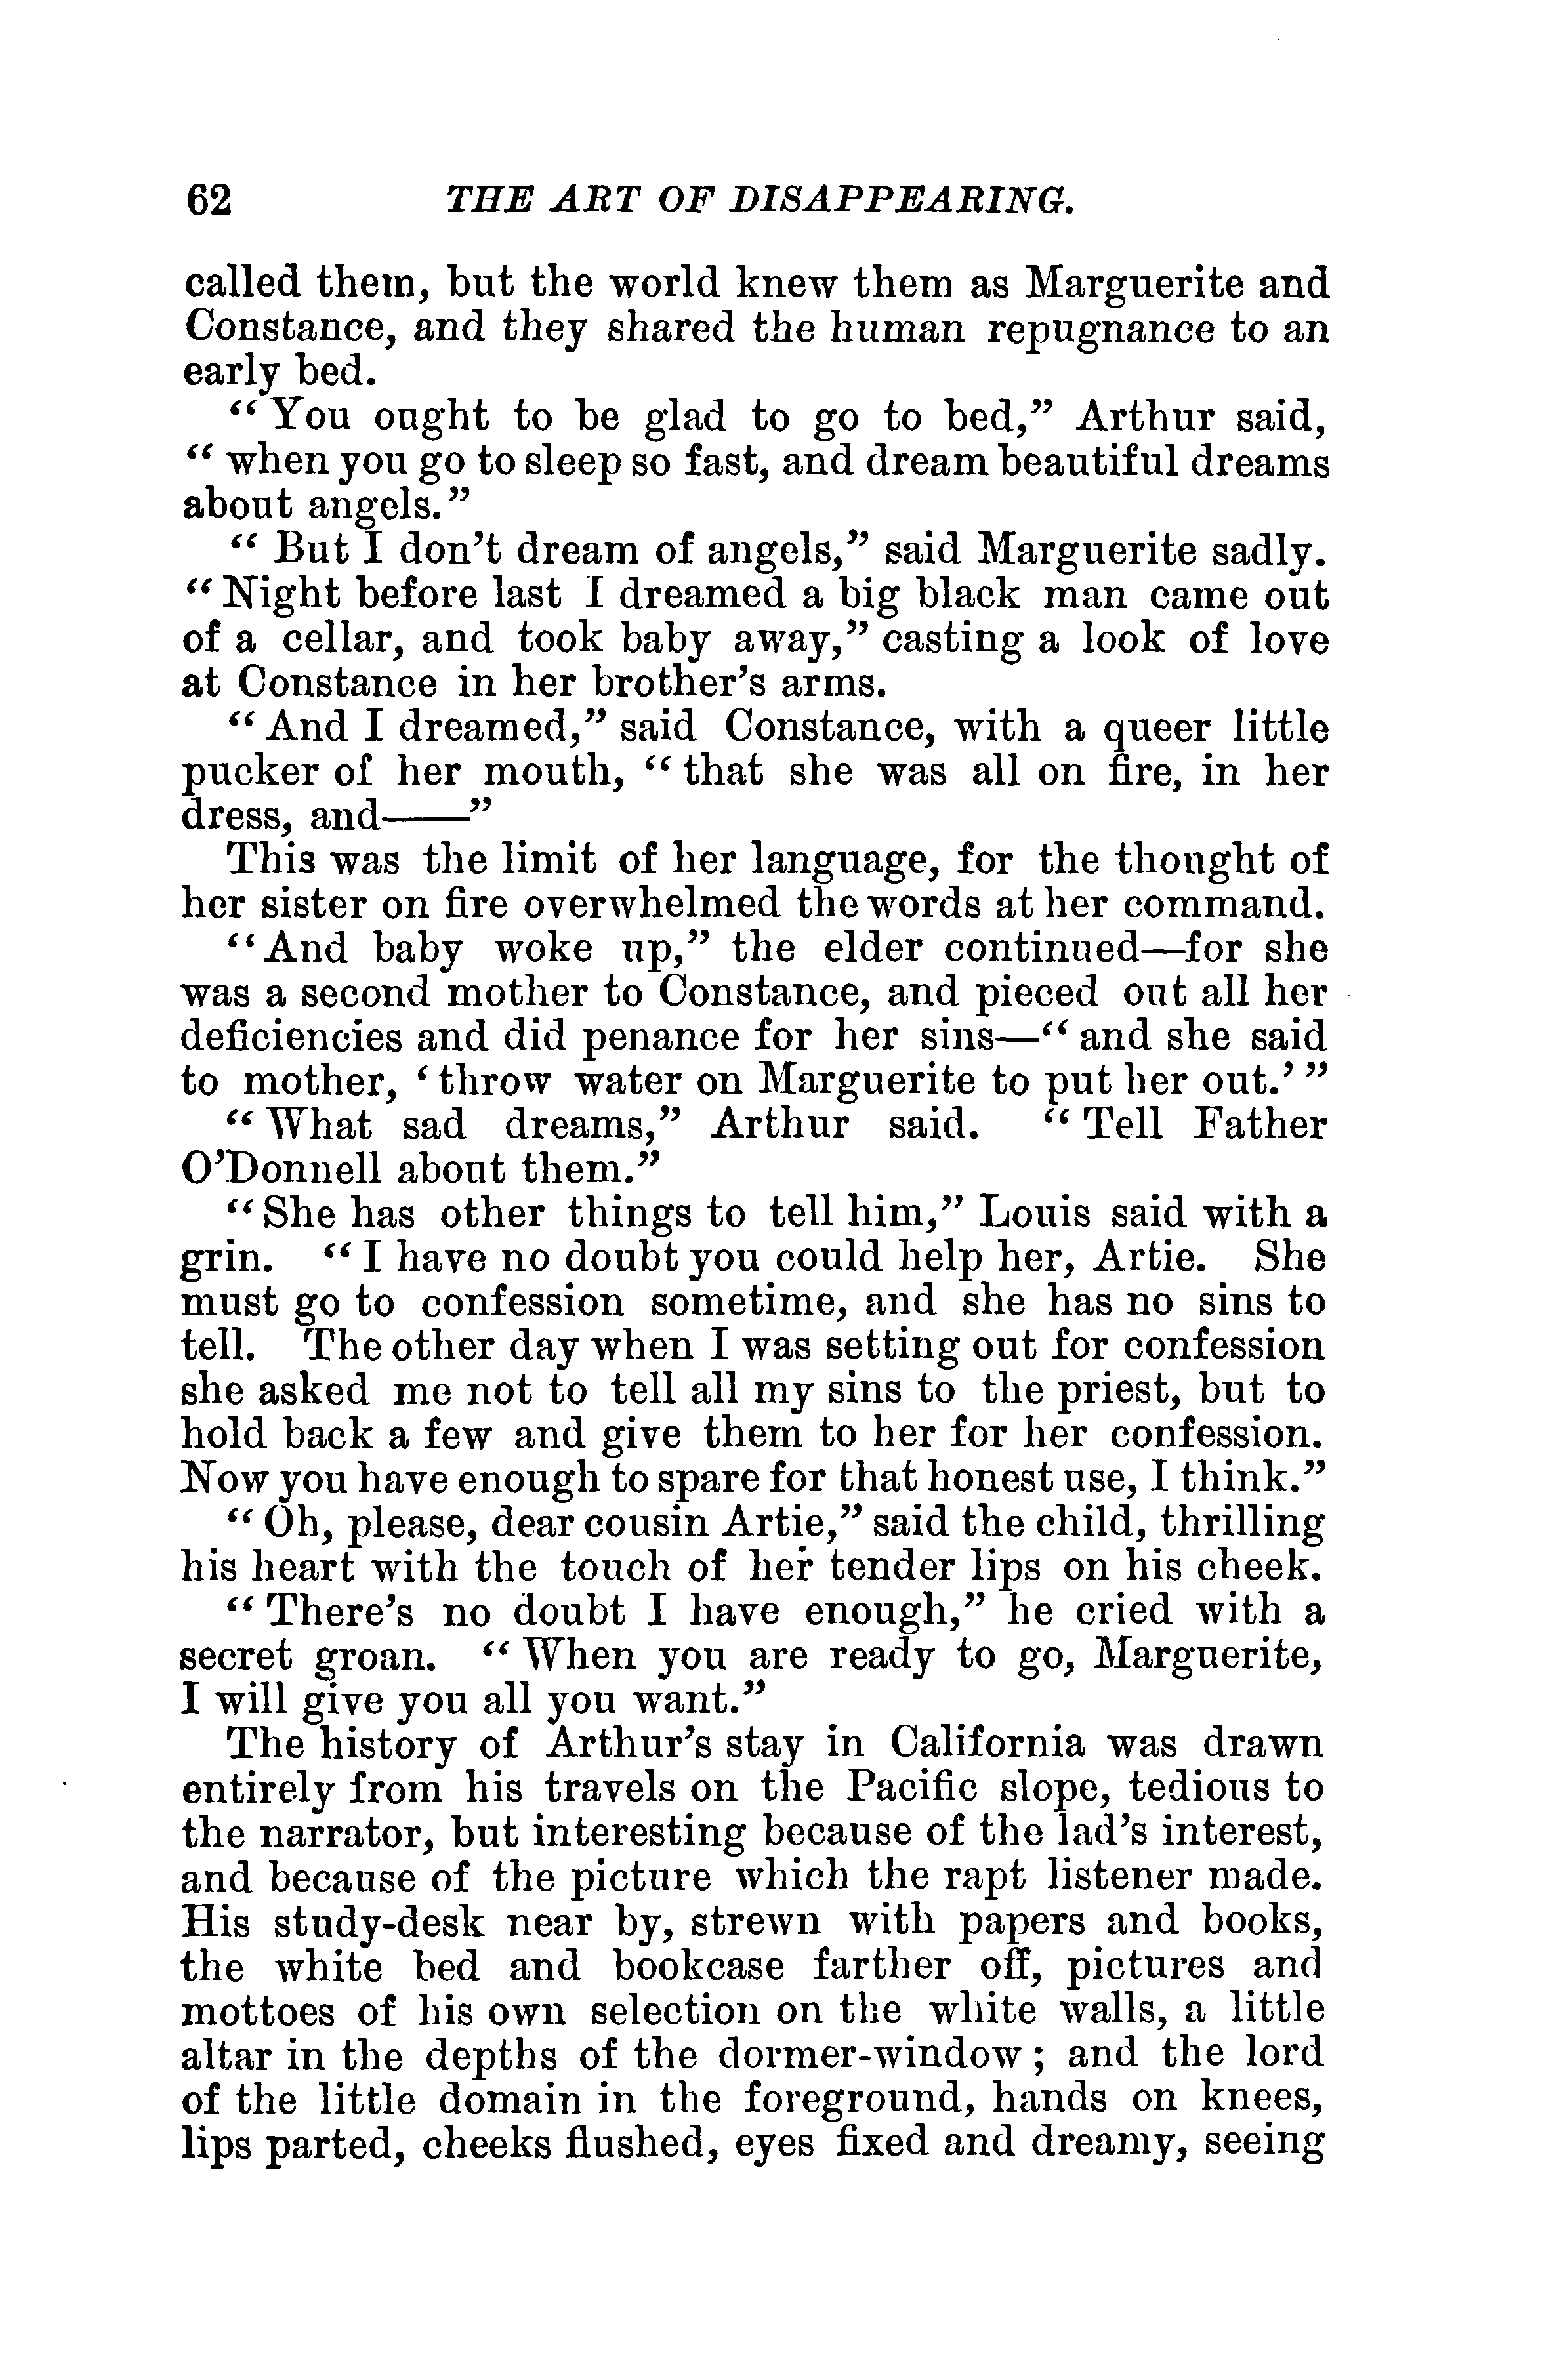 62 THE ART OF DISAPPEARING.
called them, but the world knew them as Marguerite and
Constance, and they shared the human repugnance to an
early bed.
“You ought to be glad to go to bed,” Arthur said,
“when you go to sleep so fast, and dream beautiful dreams
about angels.”
“But I don’t dream of angels,” said Marguerite sadly.
“Night before last I dreamed a big black man came out
of a cellar, and took baby away,” casting a look of love
at Constance in her brother’s arms.
“And I dreamed,” said Constance, with a queer little
pucker of her mouth, “that she was all on fire, in her
dress, and——”
This was the limit of her language, for the thought of
her sister on fire overwhelmed the words at her command.
“And baby woke up,” the elder continued—for she
was a second mother to Constance, and pieced out all her
deficiencies and did penance for her sins—“and she said
to mother, ‘throw water on Marguerite to put her out.’”
“What sad dreams,” Arthur said. “Tell Father
O’Donnell about them.”
“She has other things to tell him,” Louis said with a
grin. “I have no doubt you could help her, Artie. She
must go to confession sometime, and she has no sins to
tell. The other day when I was setting out for confession
she asked me not to tell all my sins to the priest, but to
hold back a few and give them to her for her confession.
Now you have enough to spare for that honest use, I think.”
“Oh, please, dear cousin Artie,” said the child, thrilling
his heart with the touch of her tender lips on his cheek.
“There’s no doubt I have enough,” he cried with a
secret groan. “When you are ready to go, Marguerite,
I will give you all you want.”
The history of Arthur’s stay in California was drawn
entirely from his travels on the Pacific slope, tedious to
the narrator, but interesting because of the lad’s interest,
and because of the picture which the rapt listener made.
His study-desk near by, strewn with papers and books,
the white bed and bookcase farther off, pictures and
mottoes of his own selection on the white walls, a little
altar in the depths of the dormer-window; and the lord
of the little domain in the foreground, hands on knees,
lips parted, cheeks flushed, eyes fixed and dreamy, seeing